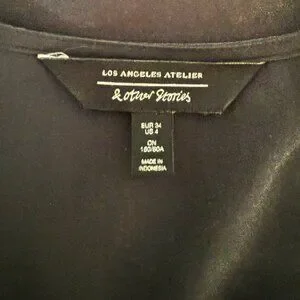 LOS ANGELES ATELIER
& other Stories
EUR 34
US 4
CN
160/80A
MADE IN
INDONESIA